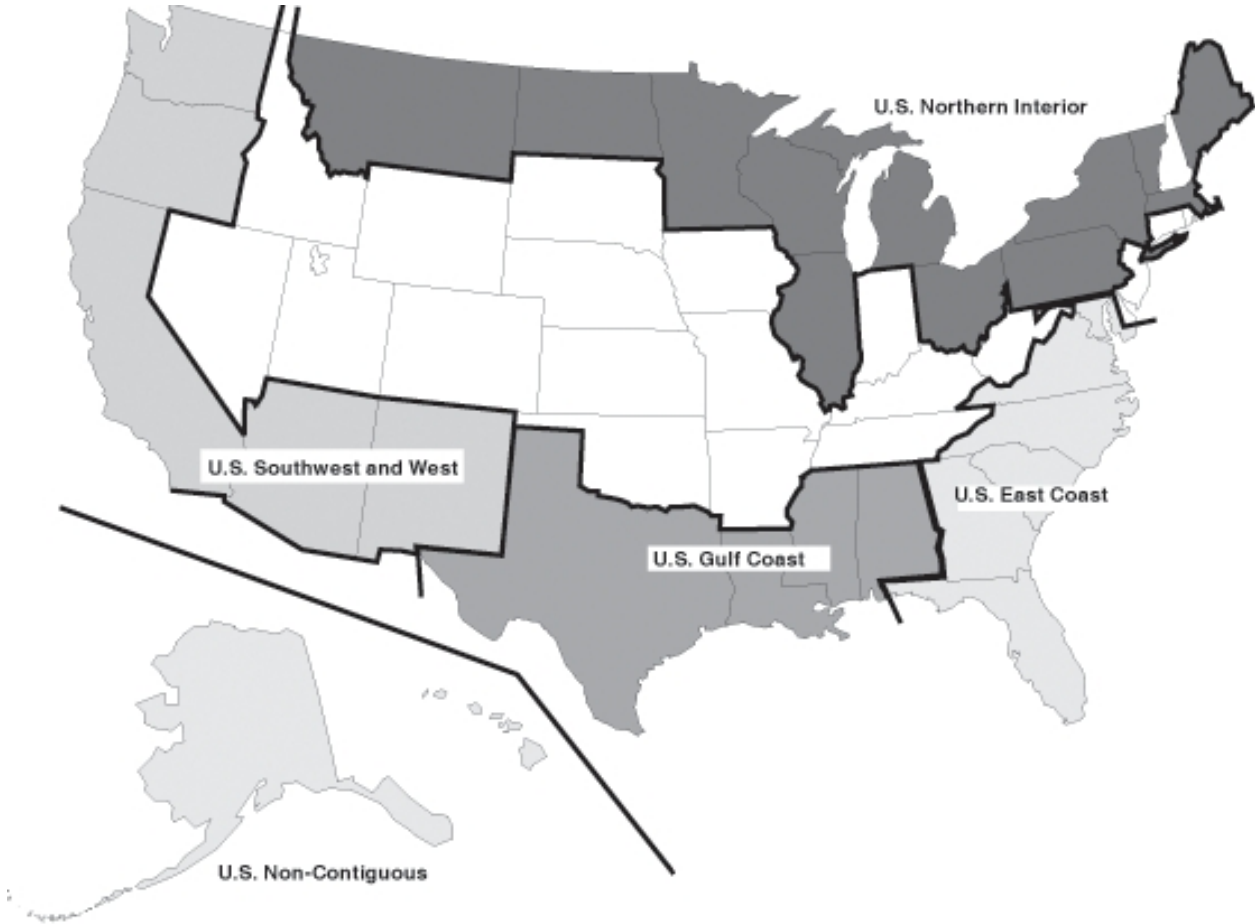 U.S. Northern Interior
U.S. Southwest and West
U.S. East Coast
U.S. Gulf Coast
U.S. Non-Contiguous